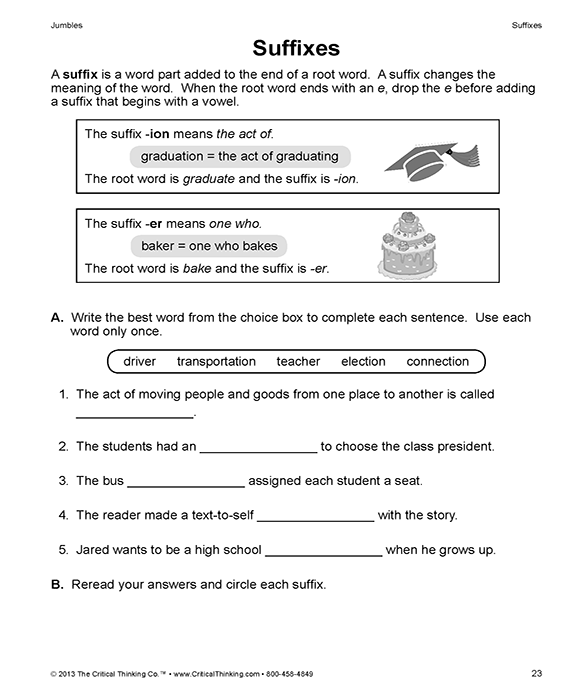 Jumbles Suffixes
Suffixes
A suffix is a word part added to the end of a root word. A suffix changes the
meaning of the word. When the root word ends with an e, drop the e before adding
a suffix that begins with a vowel.
The suffix -ion means the act of.
graduation = the act of graduating
The root word is graduate and the suffix is -ion.
The suffix -er means one who.
baker = one who bakes
The root word is bake and the suffix is -er.
A. Write the best word from the choice box to complete each sentence. Use each
word only once.
driver transportation teacher election connection
1. The act of moving people and goods from one place to another is called
________________.
2. The students had an ________________ to choose the class president.
3. The bus ________________ assigned each student a seat.
4. The reader made a text-to-self ________________ with the story.
5. Jared wants to be a high school ________________ when he grows up.
B. Reread your answers and circle each suffix.
© 2013 The Critical Thinking Co.™ • www.CriticalThinking.com • 800-458-4849 23